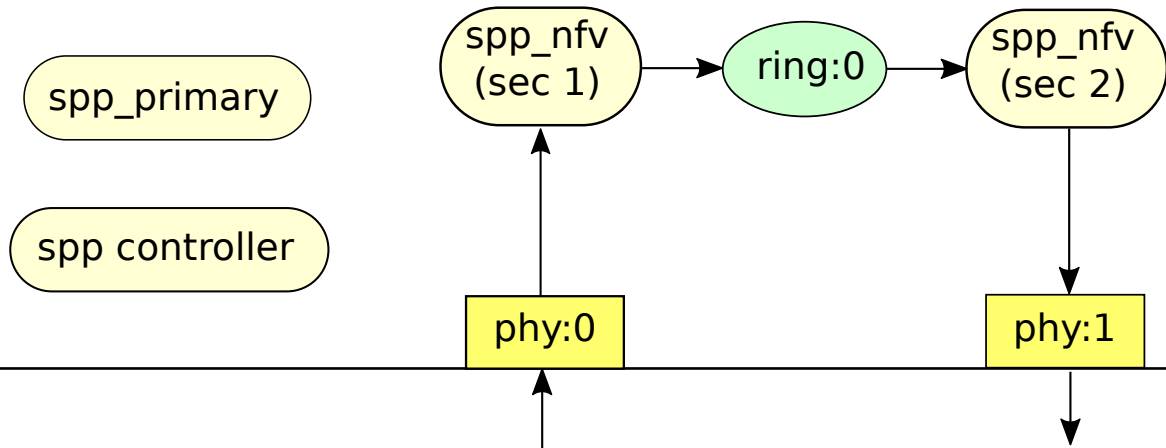 spp_nfv
(sec 1)
ring:0
spp_nfv
(sec 2)
spp_primary
spp controller
phy:0
phy:1